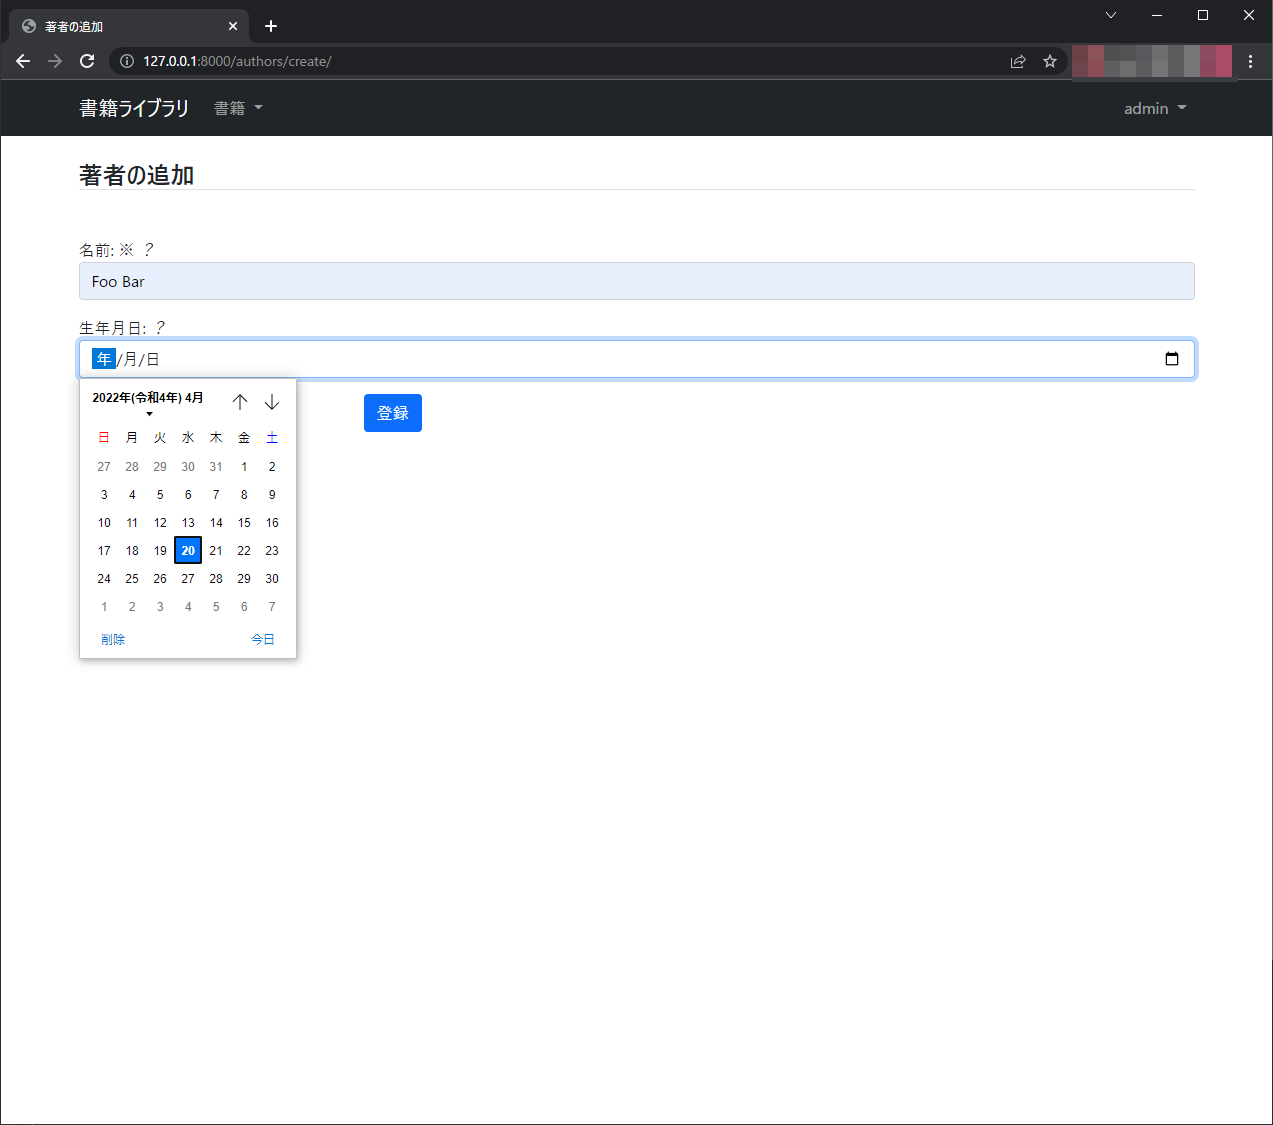 著者の追加
127.0.0.1:8000/authors/create/
書籍ライブラリ 書籍 admin
著者の追加
名前: ※ ?
Foo Bar
生年月日: ?
年/月/日
2022年(令和4年) 4月
登録
日 月 火 水 木 金 土
27 28 29 30 31 1 2
3 4 5 6 7 8 9
10 11 12 13 14 15 16
17 18 19 20 21 22 23
24 25 26 27 28 29 30
1 2 3 4 5 6 7
削除 今日